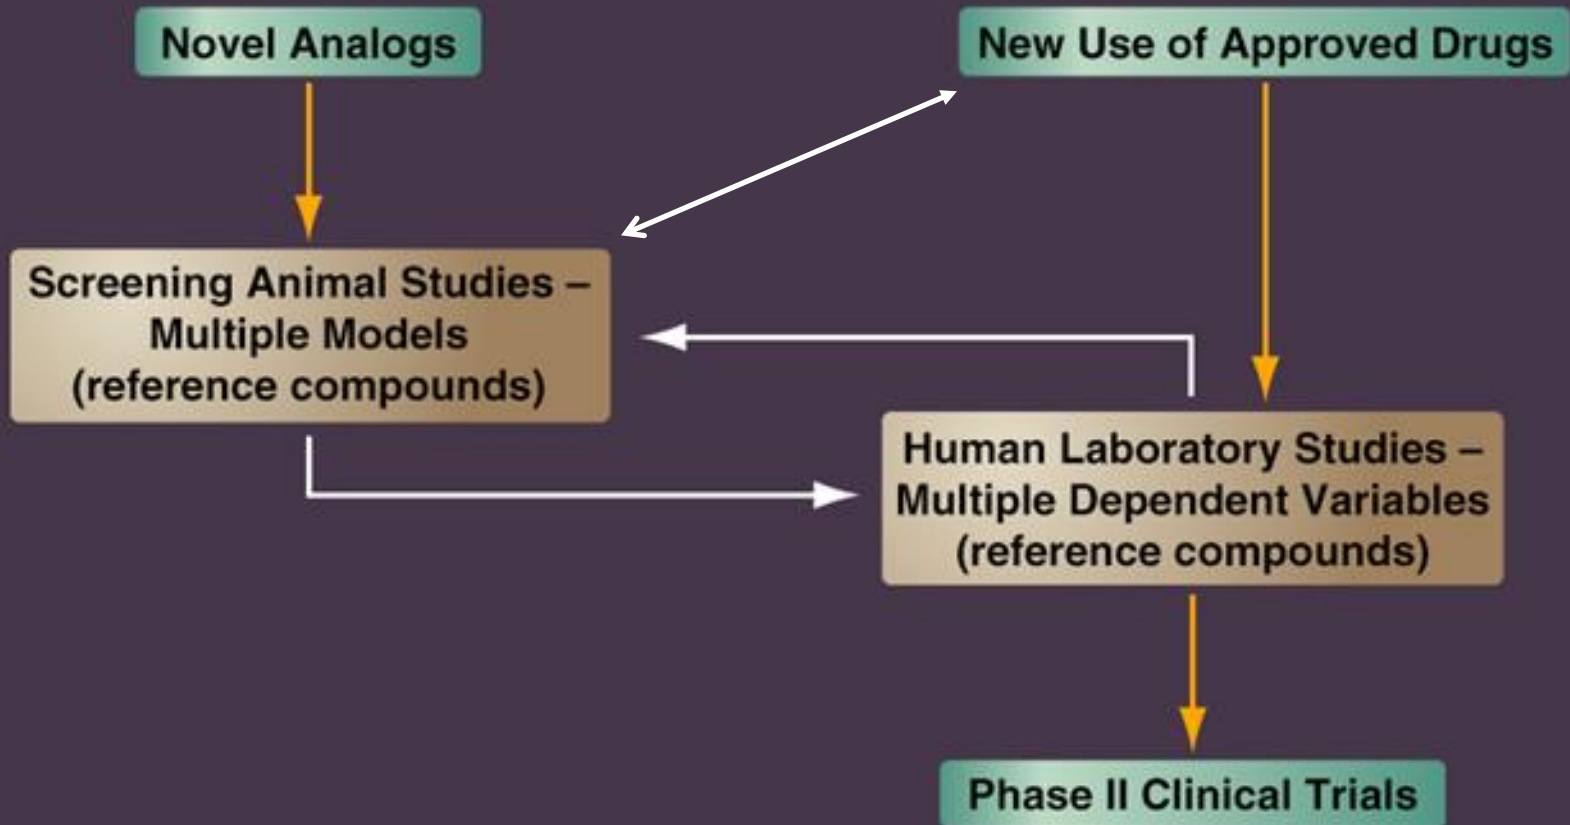 Novel Analogs
New Use of Approved Drugs
Screening Animal Studies –
Multiple Models
(reference compounds)
Human Laboratory Studies –
Multiple Dependent Variables
(reference compounds)
Phase II Clinical Trials